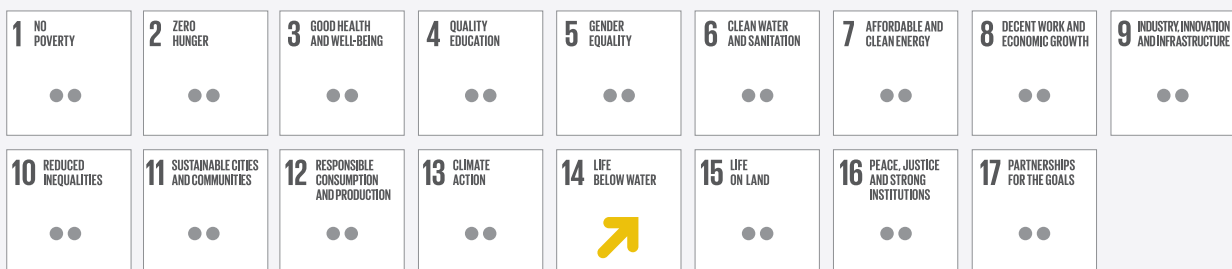 1 NO
POVERTY
2 ZERO
HUNGER
3 GOOD HEALTH
AND WELL-BEING
4 QUALITY
EDUCATION
5 GENDER
EQUALITY
6 CLEAN WATER
AND SANITATION
7 AFFORDABLE AND
CLEAN ENERGY
8 DECENT WORK AND
ECONOMIC GROWTH
9 INDUSTRY, INNOVATION
AND INFRASTRUCTURE
10 REDUCED
INEQUALITIES
11 SUSTAINABLE CITIES
AND COMMUNITIES
12 RESPONSIBLE
CONSUMPTION
AND PRODUCTION
13 CLIMATE
ACTION
14 LIFE
BELOW WATER
15 LIFE
ON LAND
16 PEACE, JUSTICE
AND STRONG
INSTITUTIONS
17 PARTNERSHIPS
FOR THE GOALS